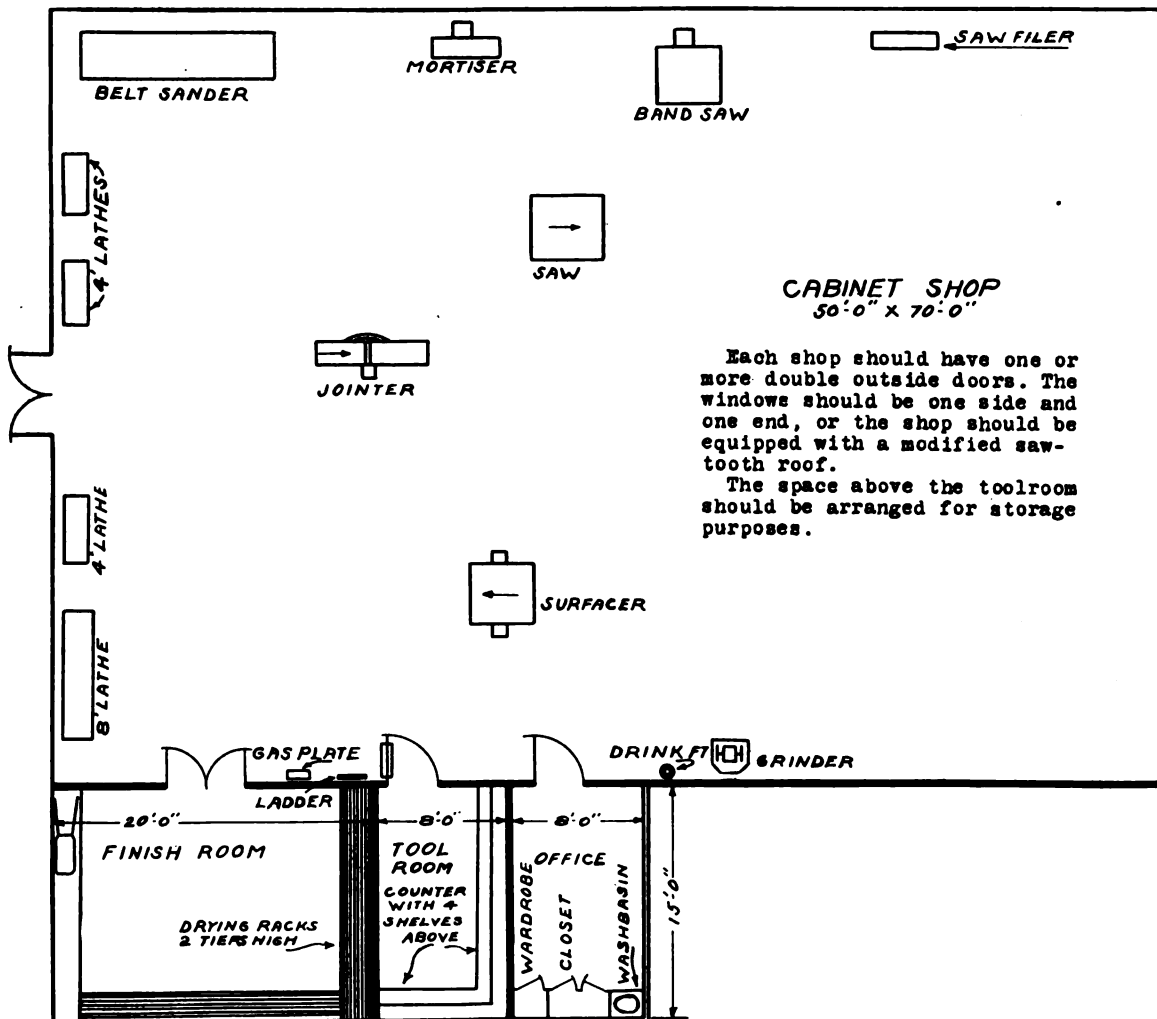 SAW FILER
MORTISER
BELT SANDER
BAND SAW
4' LATHES
SAW
CABINET SHOP
50'-0" X 70'-0"
Each shop should have one or
more double outside doors. The
windows should be one side and
one end, or the shop should be
equipped with a modified saw-
tooth roof.
The space above the toolroom
should be arranged for storage
purposes.
JOINTER
4' LATHE
SURFACER
8' LATHE
GAS PLATE
DRINK FT
GRINDER
LADDER
20'-0"
8'-0"
8'-0"
15'-0"
FINISH ROOM
TOOL
ROOM
OFFICE
COUNTER
WITH 4
SHELVES
ABOVE
WARDROBE
CLOSET
WASHBASIN
DRYING RACKS
2 TIERS HIGH